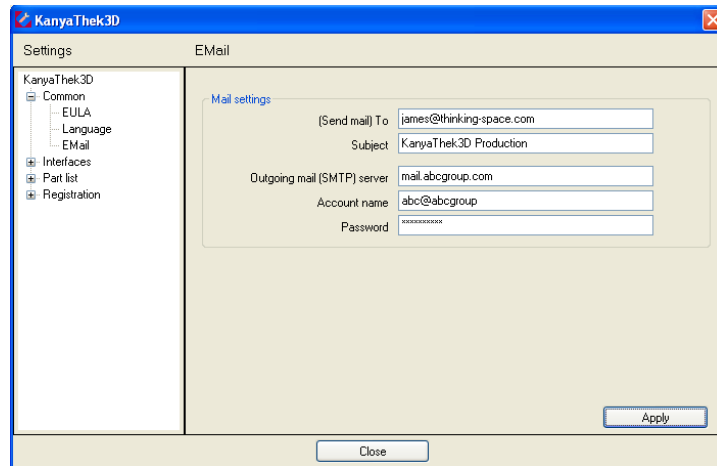 KanyaThek3D
Settings
EMail
KanyaThek3D
Common
EULA
Language
EMail
Interfaces
Part list
Registration
Mail settings
(Send mail) To james@thinking-space.com
Subject KanyaThek3D Production
Outgoing mail (SMTP) server mail.abcgroup.com
Account name abc@abcgroup
Password xxxxxxxxxx
Apply
Close